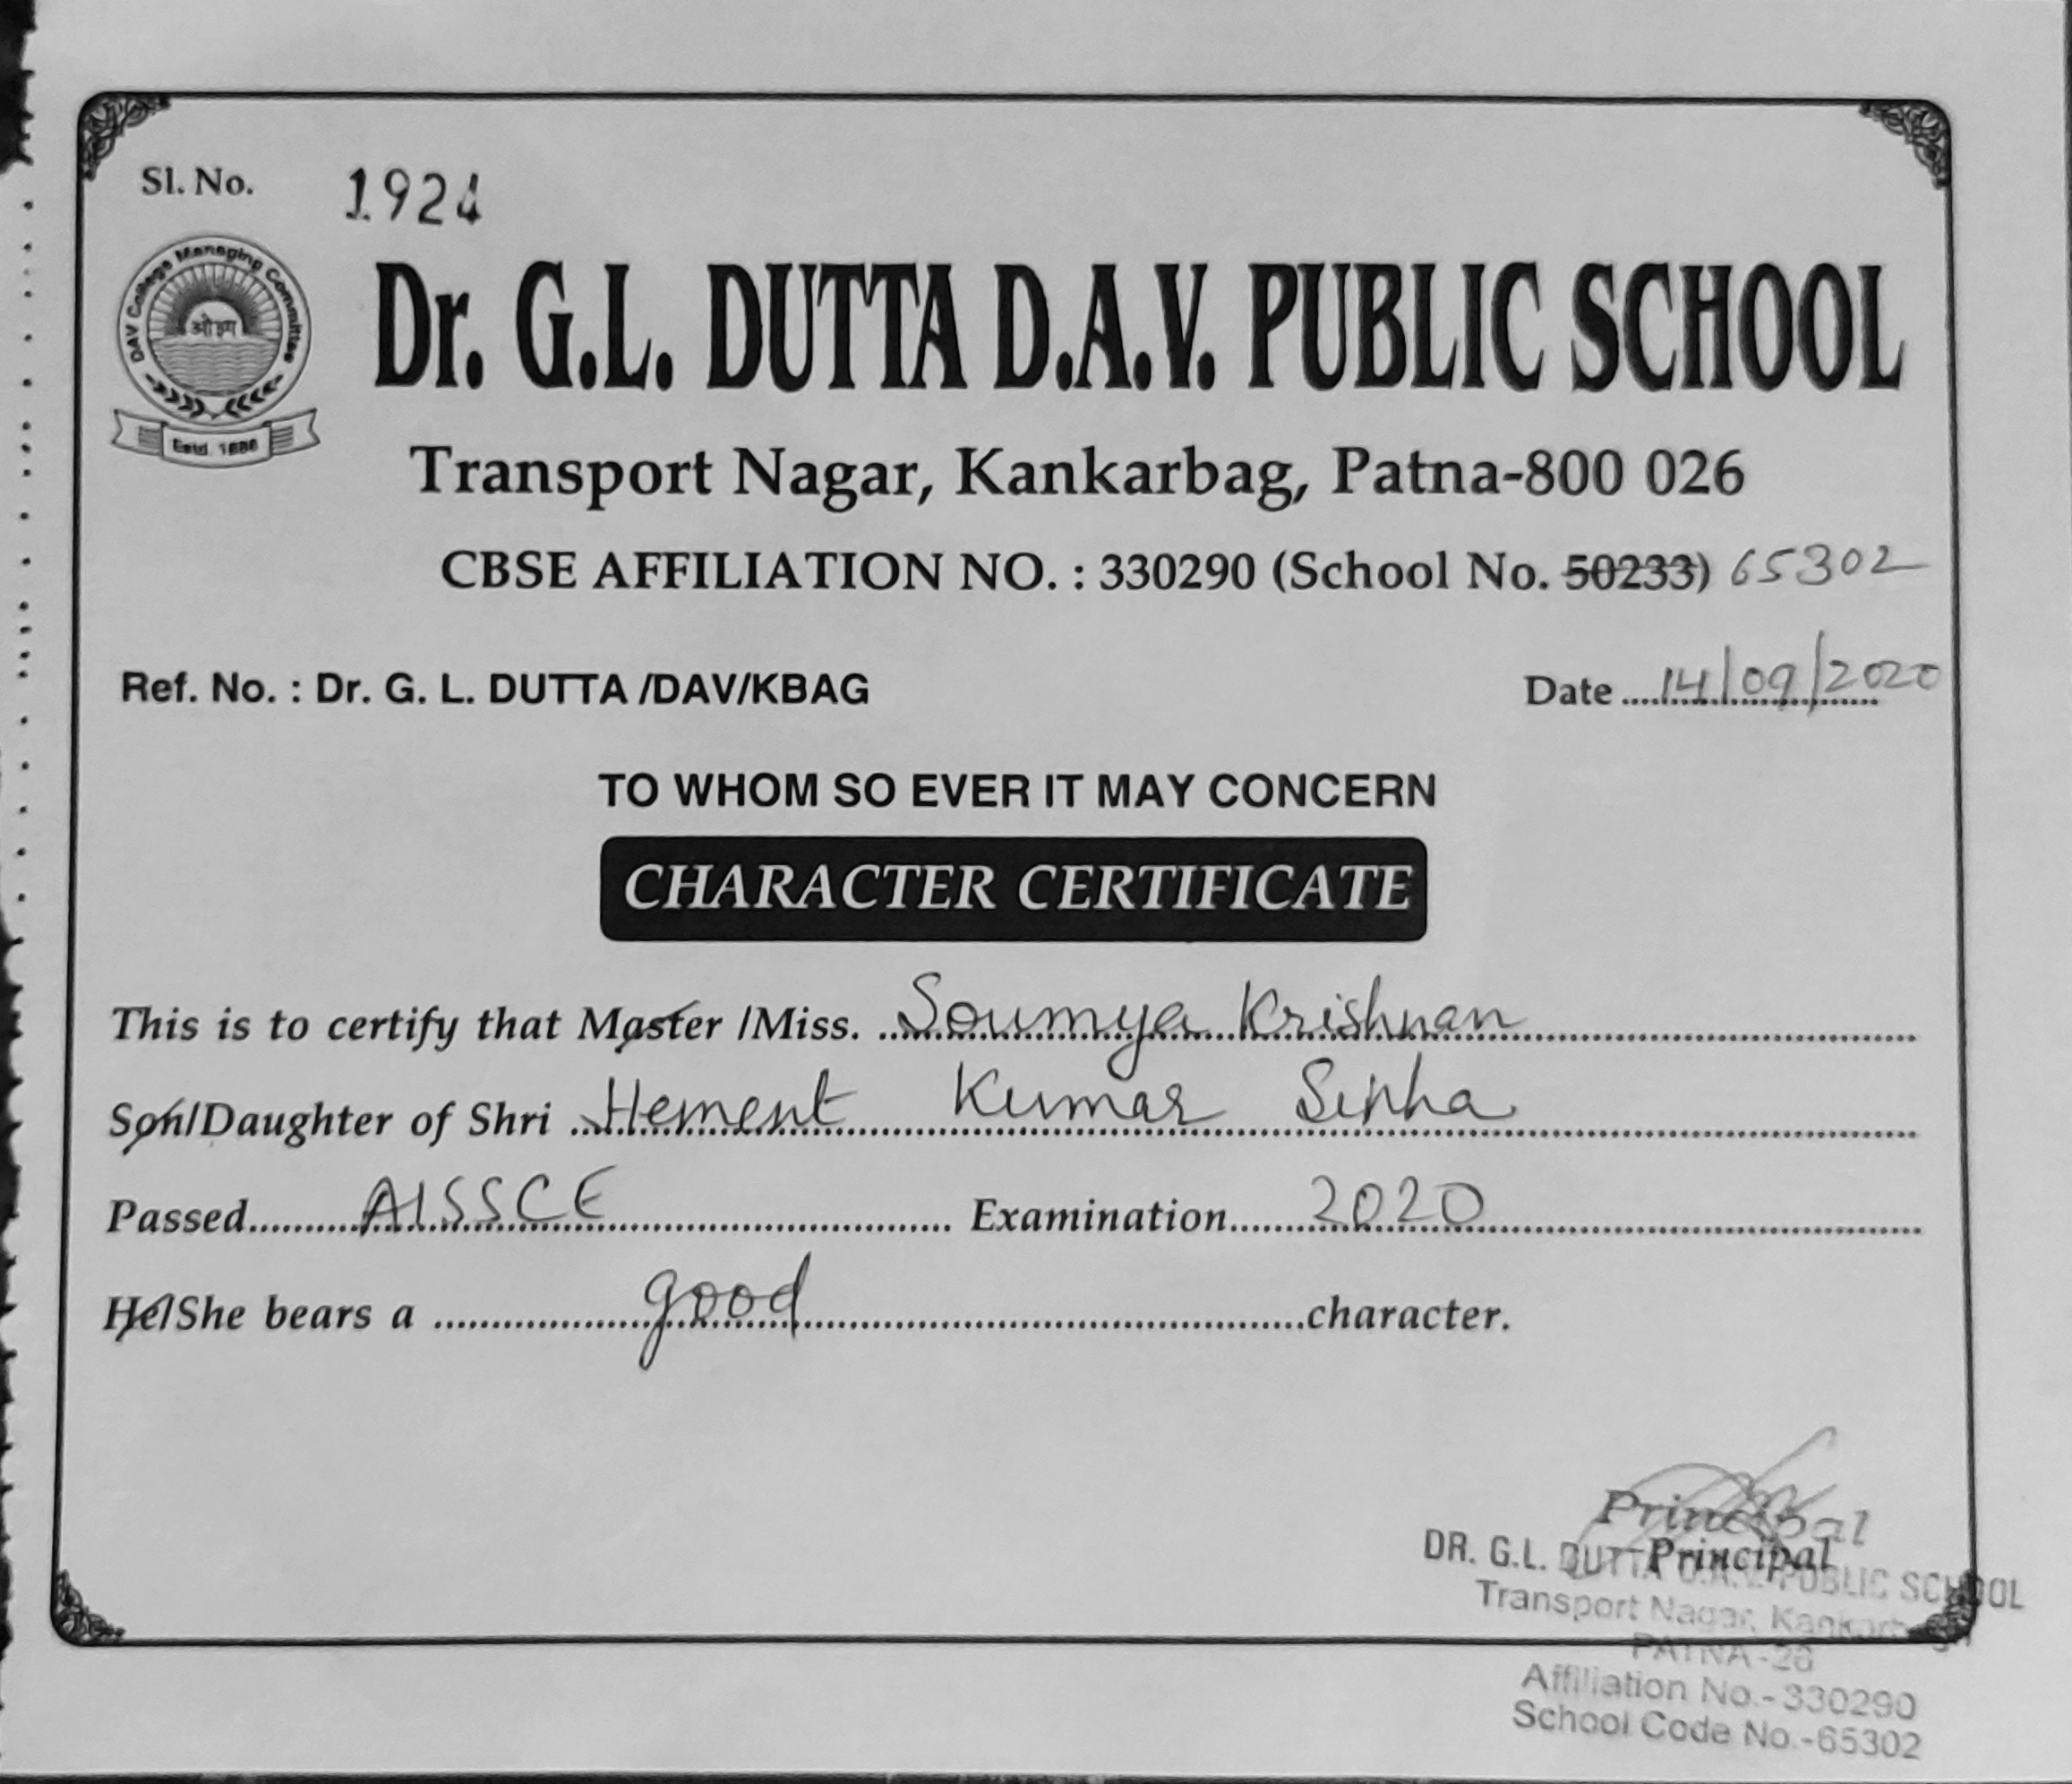 Sl. No. 1924
DAV College Managing Committee
ओ३म्
Estd. 1886
Dr. G.L. DUTTA D.A.V. PUBLIC SCHOOL
Transport Nagar, Kankarbag, Patna-800 026
CBSE AFFILIATION NO. : 330290 (School No. 50233) 65302
Ref. No. : Dr. G. L. DUTTA /DAV/KBAG Date ....14/09/2020
TO WHOM SO EVER IT MAY CONCERN
CHARACTER CERTIFICATE
This is to certify that Master /Miss. Soumya Krishnan
Son/Daughter of Shri Hement Kumar Sinha
Passed AISSCE Examination 2020
He/She bears a good character.
Principal
Principal
DR. G.L. DUTTA D.A.V. PUBLIC SCHOOL
Transport Nagar, Kankarbagh
PATNA-26
Affiliation No.-330290
School Code No.-65302